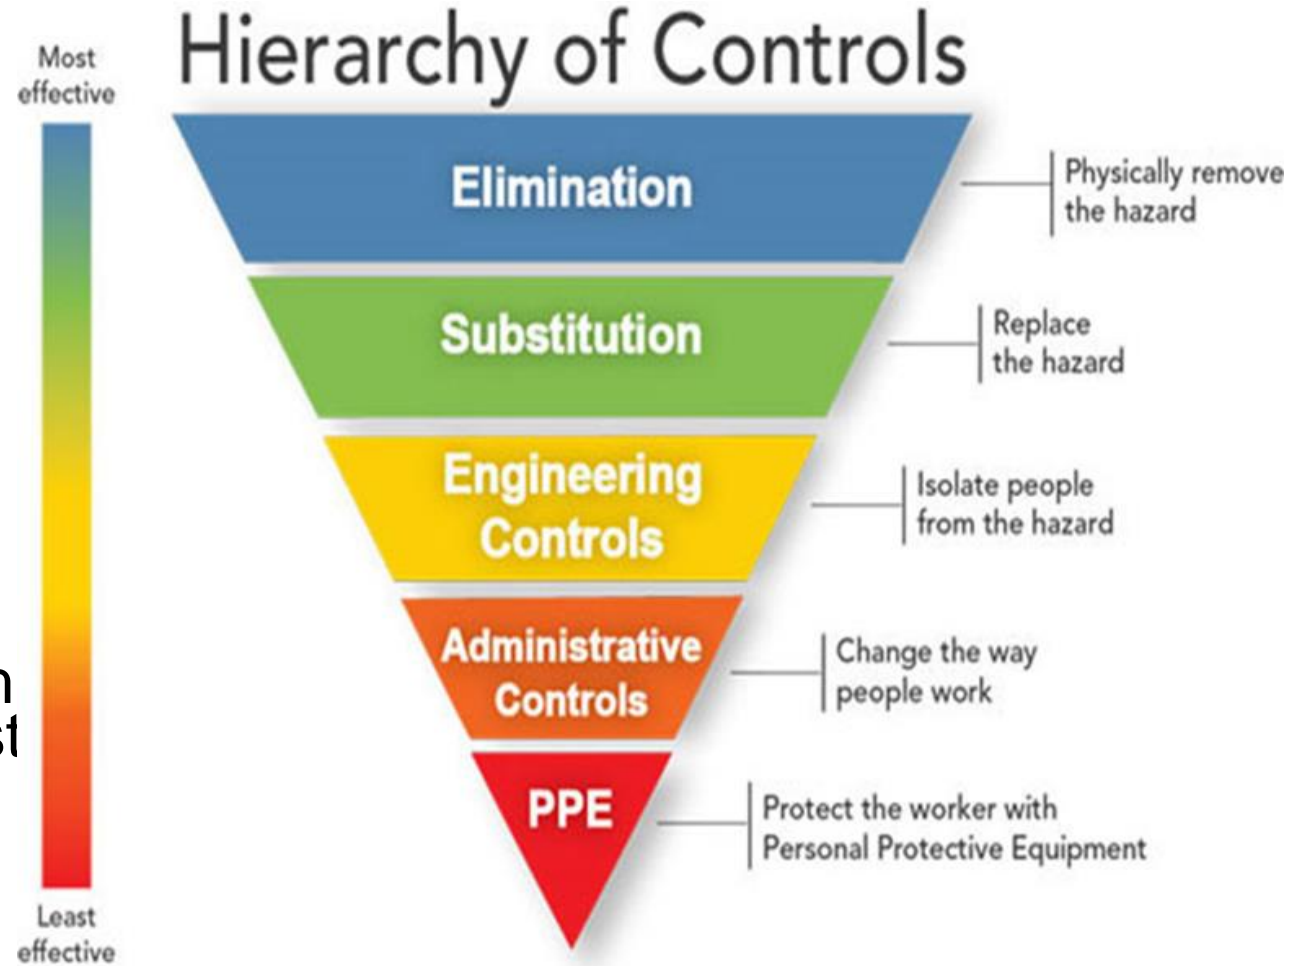 Hierarchy of Controls
Most
effective
Elimination
Physically remove
the hazard
Substitution
Replace
the hazard
Engineering
Controls
Isolate people
from the hazard
Administrative
Controls
Change the way
people work
n
st
PPE
Protect the worker with
Personal Protective Equipment
Least
effective